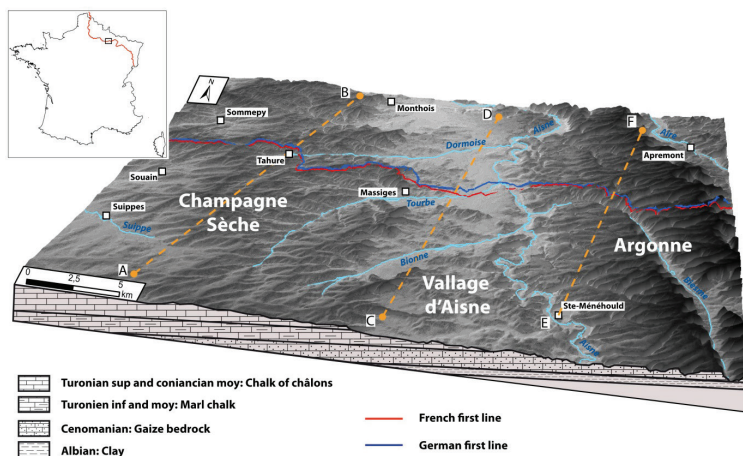 N
B
Monthois
D
Sommepy
F
Aisne
Aire
Dormoise
Tahure
Apremont
Souain
Massiges
Champagne
Sèche
Tourbe
Suippes
Suippe
Argonne
Bionne
A
0 2,5 5
km
Vallage
d'Aisne
Ste-Ménéhould
C
E
Aisne
Turonian sup and coniancian moy: Chalk of châlons
Turonien inf and moy: Marl chalk
Cenomanian: Gaize bedrock
Albian: Clay
French first line
German first line